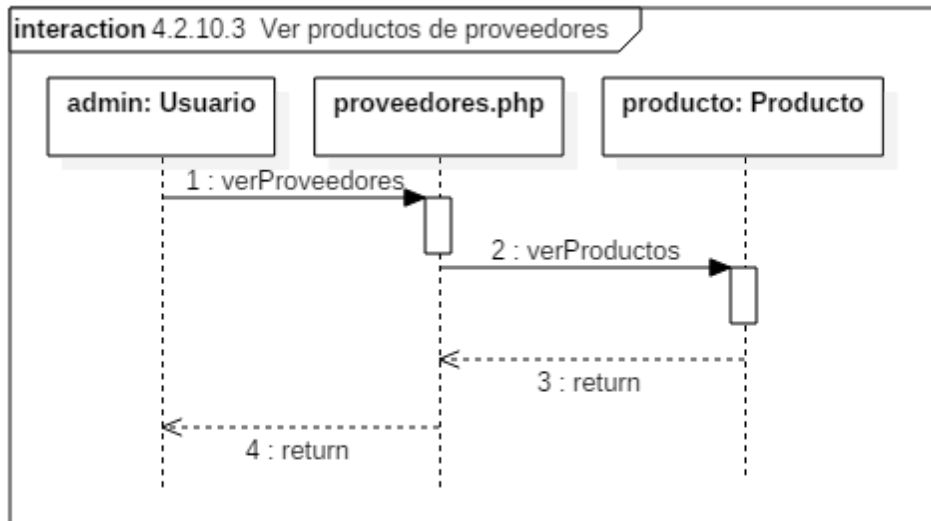 interaction 4.2.10.3 Ver productos de proveedores
admin: Usuario
proveedores.php
producto: Producto
1 : verProveedores
2 : verProductos
3 : return
4 : return